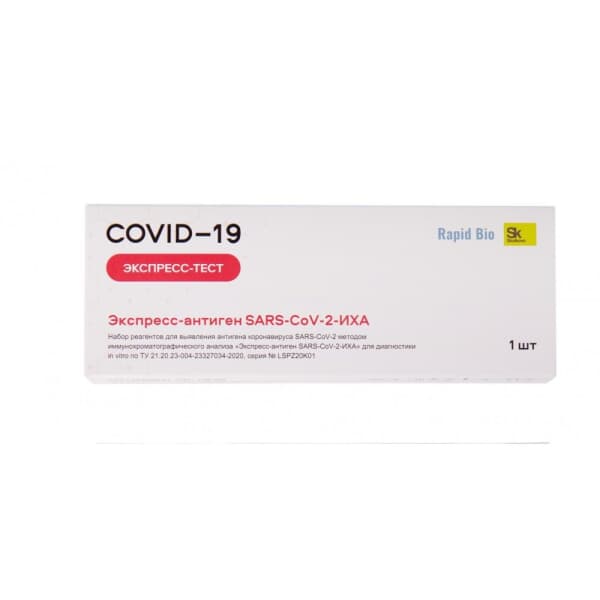 COVID–19
Rapid Bio
Sk
ЭКСПРЕСС-ТЕСТ
Экспресс-антиген SARS-CoV-2-ИХА
Набор реагентов для выявления антигена коронавируса SARS-CoV-2 методом
иммунохроматографического анализа «Экспресс-антиген SARS-CoV-2-ИХА» для диагностики
in vitro по ТУ 21.20.23-004-23327034-2020, серия № LSPZ20K01
1 шт